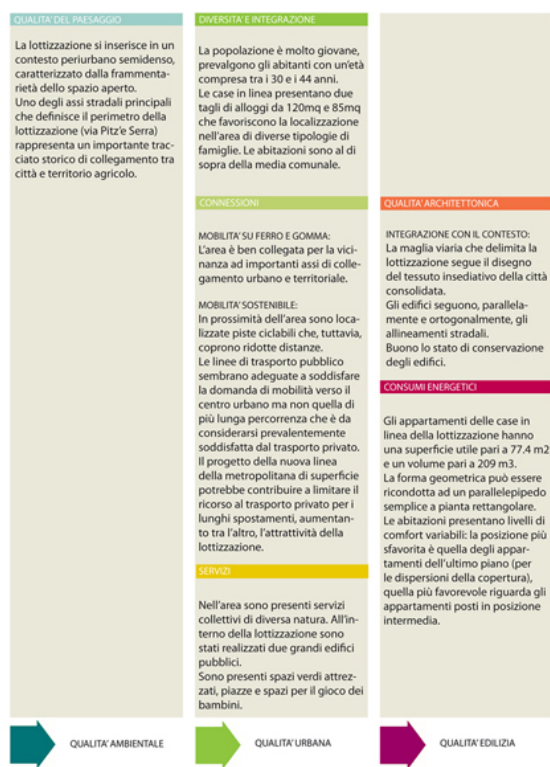 QUALITA' DEL PAESAGGIO
La lottizzazione si inserisce in un
contesto periurbano semidenso,
caratterizzato dalla frammenta-
rietà dello spazio aperto.
Uno degli assi stradali principali
che definisce il perimetro della
lottizzazione (via Pitz'e Serra)
rappresenta un importante trac-
ciato storico di collegamento tra
città e territorio agricolo.
DIVERSITA' E INTEGRAZIONE
La popolazione è molto giovane,
prevalgono gli abitanti con un'età
compresa tra i 30 e i 44 anni.
Le case in linea presentano due
tagli di alloggi da 120mq e 85mq
che favoriscono la localizzazione
nell'area di diverse tipologie di
famiglie. Le abitazioni sono al di
sopra della media comunale.
CONNESSIONI
MOBILITA' SU FERRO E GOMMA:
L'area è ben collegata per la vici-
nanza ad importanti assi di colle-
gamento urbano e territoriale.
MOBILITA' SOSTENIBILE:
In prossimità dell'area sono loca-
lizzate piste ciclabili che, tuttavia,
coprono ridotte distanze.
Le linee di trasporto pubblico
sembrano adeguate a soddisfare
la domanda di mobilità verso il
centro urbano ma non quella di
più lunga percorrenza che è da
considerarsi prevalentemente
soddisfatta dal trasporto privato.
Il progetto della nuova linea
della metropolitana di superficie
potrebbe contribuire a limitare il
ricorso al trasporto privato per i
lunghi spostamenti, aumentan-
to tra l'altro, l'attrattività della
lottizzazione.
SERVIZI
Nell'area sono presenti servizi
collettivi di diversa natura. All'in-
terno della lottizzazione sono
stati realizzati due grandi edifici
pubblici.
Sono presenti spazi verdi attrez-
zati, piazze e spazi per il gioco dei
bambini.
QUALITA' ARCHITETTONICA
INTEGRAZIONE CON IL CONTESTO:
La maglia viaria che delimita la
lottizzazione segue il disegno
del tessuto insediativo della città
consolidata.
Gli edifici seguono, parallela-
mente e ortogonalmente, gli
allineamenti stradali.
Buono lo stato di conservazione
degli edifici.
CONSUMI ENERGETICI
Gli appartamenti delle case in
linea della lottizzazione hanno
una superficie utile pari a 77.4 m2
e un volume pari a 209 m3.
La forma geometrica può essere
ricondotta ad un parallelepipedo
semplice a pianta rettangolare.
Le abitazioni presentano livelli di
comfort variabili: la posizione più
sfavorita è quella degli appar-
tamenti dell'ultimo piano (per
le dispersioni della copertura),
quella più favorevole riguarda gli
appartamenti posti in posizione
intermedia.
QUALITA' AMBIENTALE
QUALITA' URBANA
QUALITA' EDILIZIA